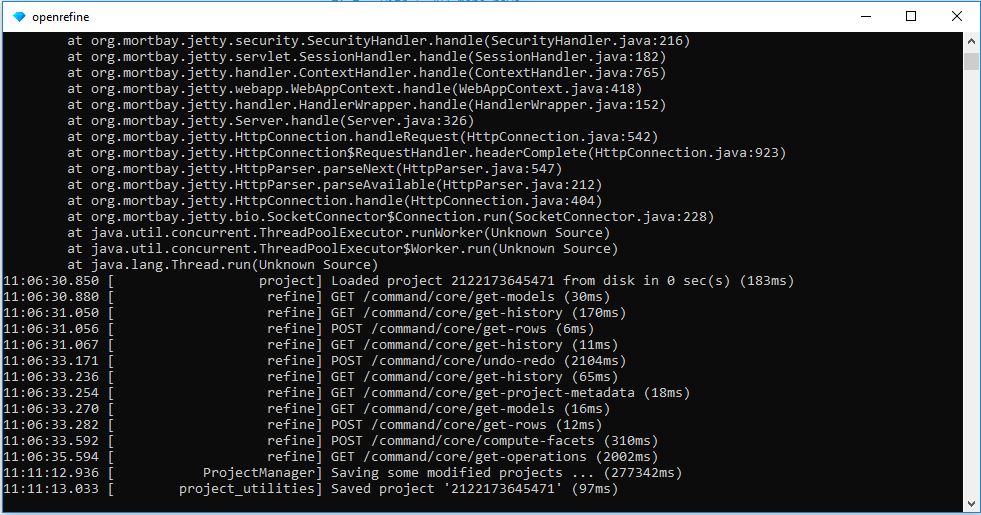 openrefine
at org.mortbay.jetty.security.SecurityHandler.handle(SecurityHandler.java:216)
at org.mortbay.jetty.servlet.SessionHandler.handle(SessionHandler.java:182)
at org.mortbay.jetty.handler.ContextHandler.handle(ContextHandler.java:765)
at org.mortbay.jetty.webapp.WebAppContext.handle(WebAppContext.java:418)
at org.mortbay.jetty.handler.HandlerWrapper.handle(HandlerWrapper.java:152)
at org.mortbay.jetty.Server.handle(Server.java:326)
at org.mortbay.jetty.HttpConnection.handleRequest(HttpConnection.java:542)
at org.mortbay.jetty.HttpConnection$RequestHandler.headerComplete(HttpConnection.java:923)
at org.mortbay.jetty.HttpParser.parseNext(HttpParser.java:547)
at org.mortbay.jetty.HttpParser.parseAvailable(HttpParser.java:212)
at org.mortbay.jetty.HttpConnection.handle(HttpConnection.java:404)
at org.mortbay.jetty.bio.SocketConnector$Connection.run(SocketConnector.java:228)
at java.util.concurrent.ThreadPoolExecutor.runWorker(Unknown Source)
at java.util.concurrent.ThreadPoolExecutor$Worker.run(Unknown Source)
at java.lang.Thread.run(Unknown Source)
11:06:30.850 [ project] Loaded project 2122173645471 from disk in 0 sec(s) (183ms)
11:06:30.880 [ refine] GET /command/core/get-models (30ms)
11:06:31.050 [ refine] GET /command/core/get-history (170ms)
11:06:31.056 [ refine] POST /command/core/get-rows (6ms)
11:06:31.067 [ refine] GET /command/core/get-history (11ms)
11:06:33.171 [ refine] POST /command/core/undo-redo (2104ms)
11:06:33.236 [ refine] GET /command/core/get-history (65ms)
11:06:33.254 [ refine] GET /command/core/get-project-metadata (18ms)
11:06:33.270 [ refine] GET /command/core/get-models (16ms)
11:06:33.282 [ refine] POST /command/core/get-rows (12ms)
11:06:33.592 [ refine] POST /command/core/compute-facets (310ms)
11:06:35.594 [ refine] GET /command/core/get-operations (2002ms)
11:11:12.936 [ ProjectManager] Saving some modified projects ... (277342ms)
11:11:13.033 [ project_utilities] Saved project '2122173645471' (97ms)